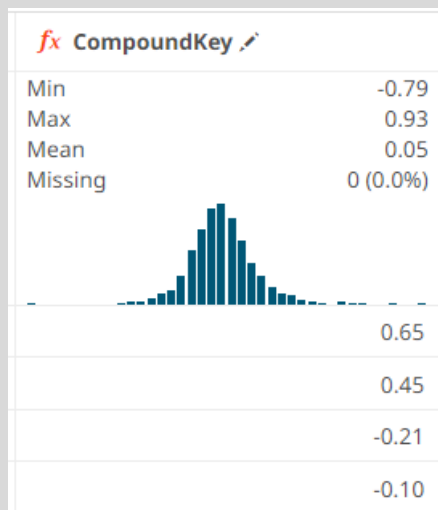 fx CompoundKey
Min -0.79
Max 0.93
Mean 0.05
Missing 0 (0.0%)
0.65
0.45
-0.21
-0.10